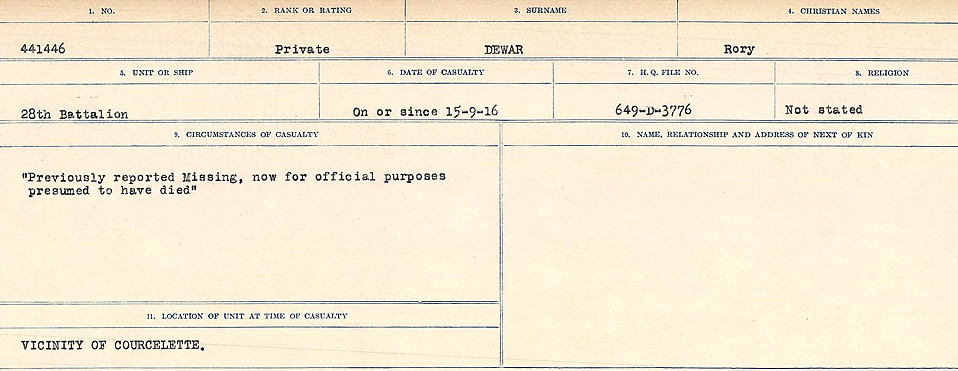 1. NO.
2. RANK OR RATING
3. SURNAME
4. CHRISTIAN NAMES
441446
Private
DEWAR
Rory
5. UNIT OR SHIP
6. DATE OF CASUALTY
7. H. Q. FILE NO.
8. RELIGION
28th Battalion
On or since 15-9-16
649-D-3776
Not stated
9. CIRCUMSTANCES OF CASUALTY
10. NAME, RELATIONSHIP AND ADDRESS OF NEXT OF KIN
"Previously reported Missing, now for official purposes
presumed to have died"
11. LOCATION OF UNIT AT TIME OF CASUALTY
VICINITY OF COURCELETTE.